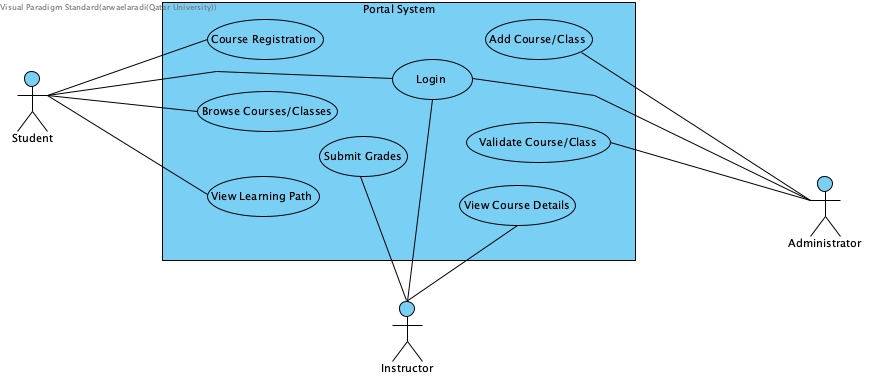 Visual Paradigm Standard(arwaelaradi(Qatar University))
Portal System
Course Registration
Add Course/Class
Login
Browse Courses/Classes
Student
Submit Grades
Validate Course/Class
View Learning Path
View Course Details
Administrator
Instructor